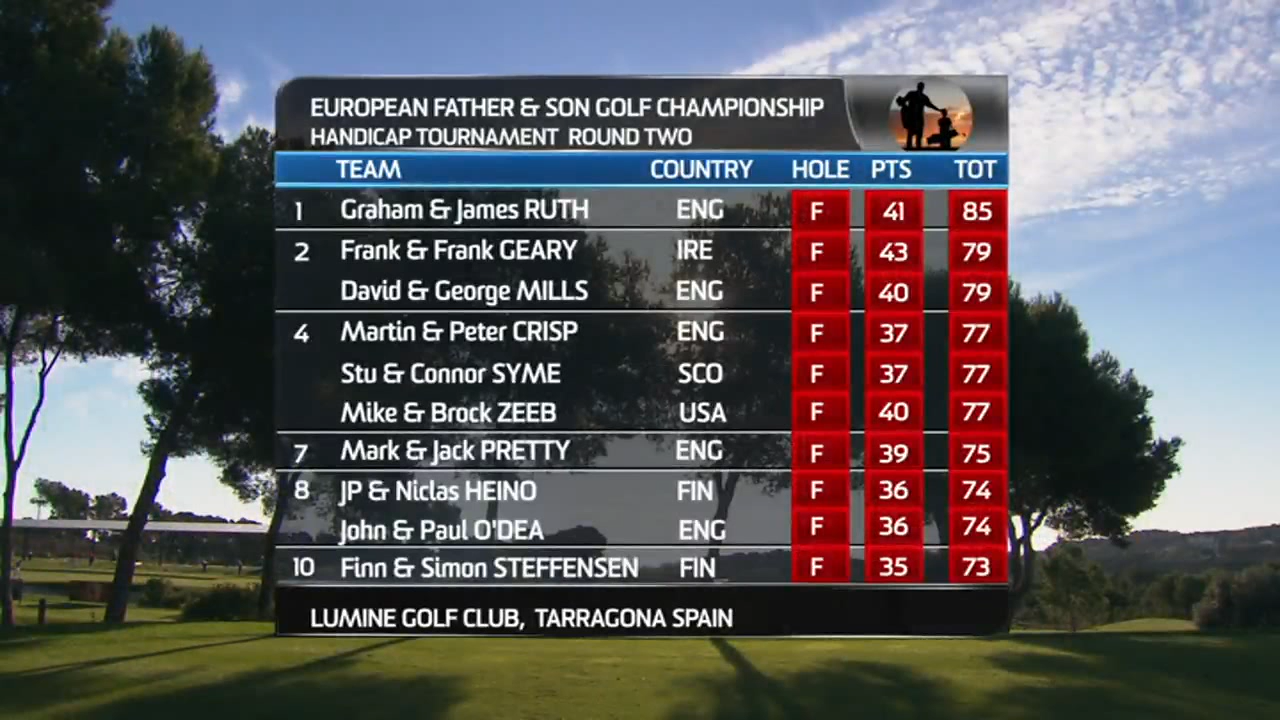 EUROPEAN FATHER & SON GOLF CHAMPIONSHIP
HANDICAP TOURNAMENT ROUND TWO
TEAM COUNTRY HOLE PTS TOT
1 Graham & James RUTH ENG F 41 85
2 Frank & Frank GEARY IRE F 43 79
David & George MILLS ENG F 40 79
4 Martin & Peter CRISP ENG F 37 77
Stu & Connor SYME SCO F 37 77
Mike & Brock ZEEB USA F 40 77
7 Mark & Jack PRETTY ENG F 39 75
8 JP & Niclas HEINO FIN F 36 74
John & Paul O'DEA ENG F 36 74
10 Finn & Simon STEFFENSEN FIN F 35 73
LUMINE GOLF CLUB, TARRAGONA SPAIN